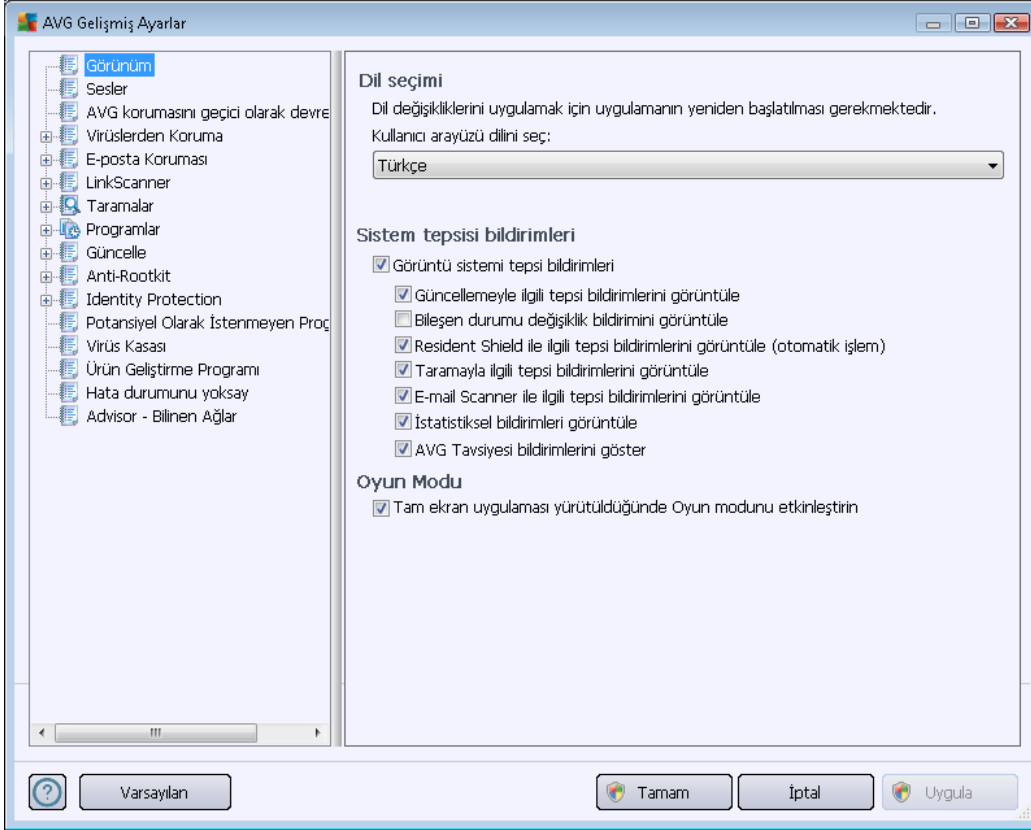 AVG Gelişmiş Ayarlar
Görünüm
Sesler
AVG korumasını geçici olarak devre
Virüslerden Koruma
E-posta Koruması
LinkScanner
Taramalar
Programlar
Güncelle
Anti-Rootkit
Identity Protection
Potansiyel Olarak İstenmeyen Prog
Virüs Kasası
Ürün Geliştirme Programı
Hata durumunu yoksay
Advisor - Bilinen Ağlar
Dil seçimi
Dil değişikliklerini uygulamak için uygulamanın yeniden başlatılması gerekmektedir.
Kullanıcı arayüzü dilini seç:
Türkçe
Sistem tepsisi bildirimleri
Görüntü sistemi tepsi bildirimleri
Güncellemeyle ilgili tepsi bildirimlerini görüntüle
Bileşen durumu değişiklik bildirimini görüntüle
Resident Shield ile ilgili tepsi bildirimlerini görüntüle (otomatik işlem)
Taramayla ilgili tepsi bildirimlerini görüntüle
E-mail Scanner ile ilgili tepsi bildirimlerini görüntüle
İstatistiksel bildirimleri görüntüle
AVG Tavsiyesi bildirimlerini göster
Oyun Modu
Tam ekran uygulaması yürütüldüğünde Oyun modunu etkinleştirin
Varsayılan
Tamam
İptal
Uygula